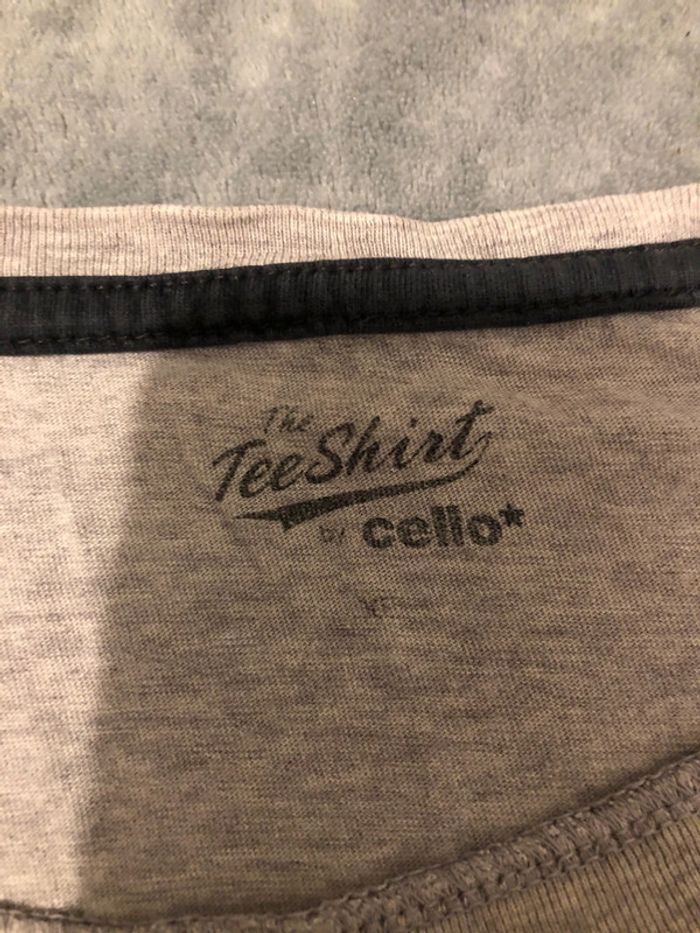 The
TeeShirt
by celio*